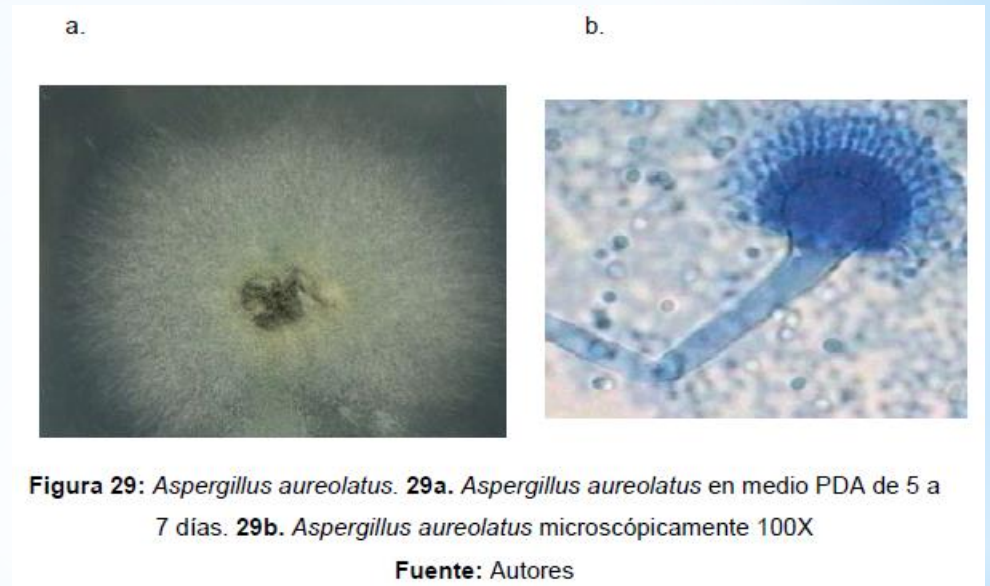 a. b.
Figura 29: Aspergillus aureolatus. 29a. Aspergillus aureolatus en medio PDA de 5 a
7 días. 29b. Aspergillus aureolatus microscópicamente 100X
Fuente: Autores